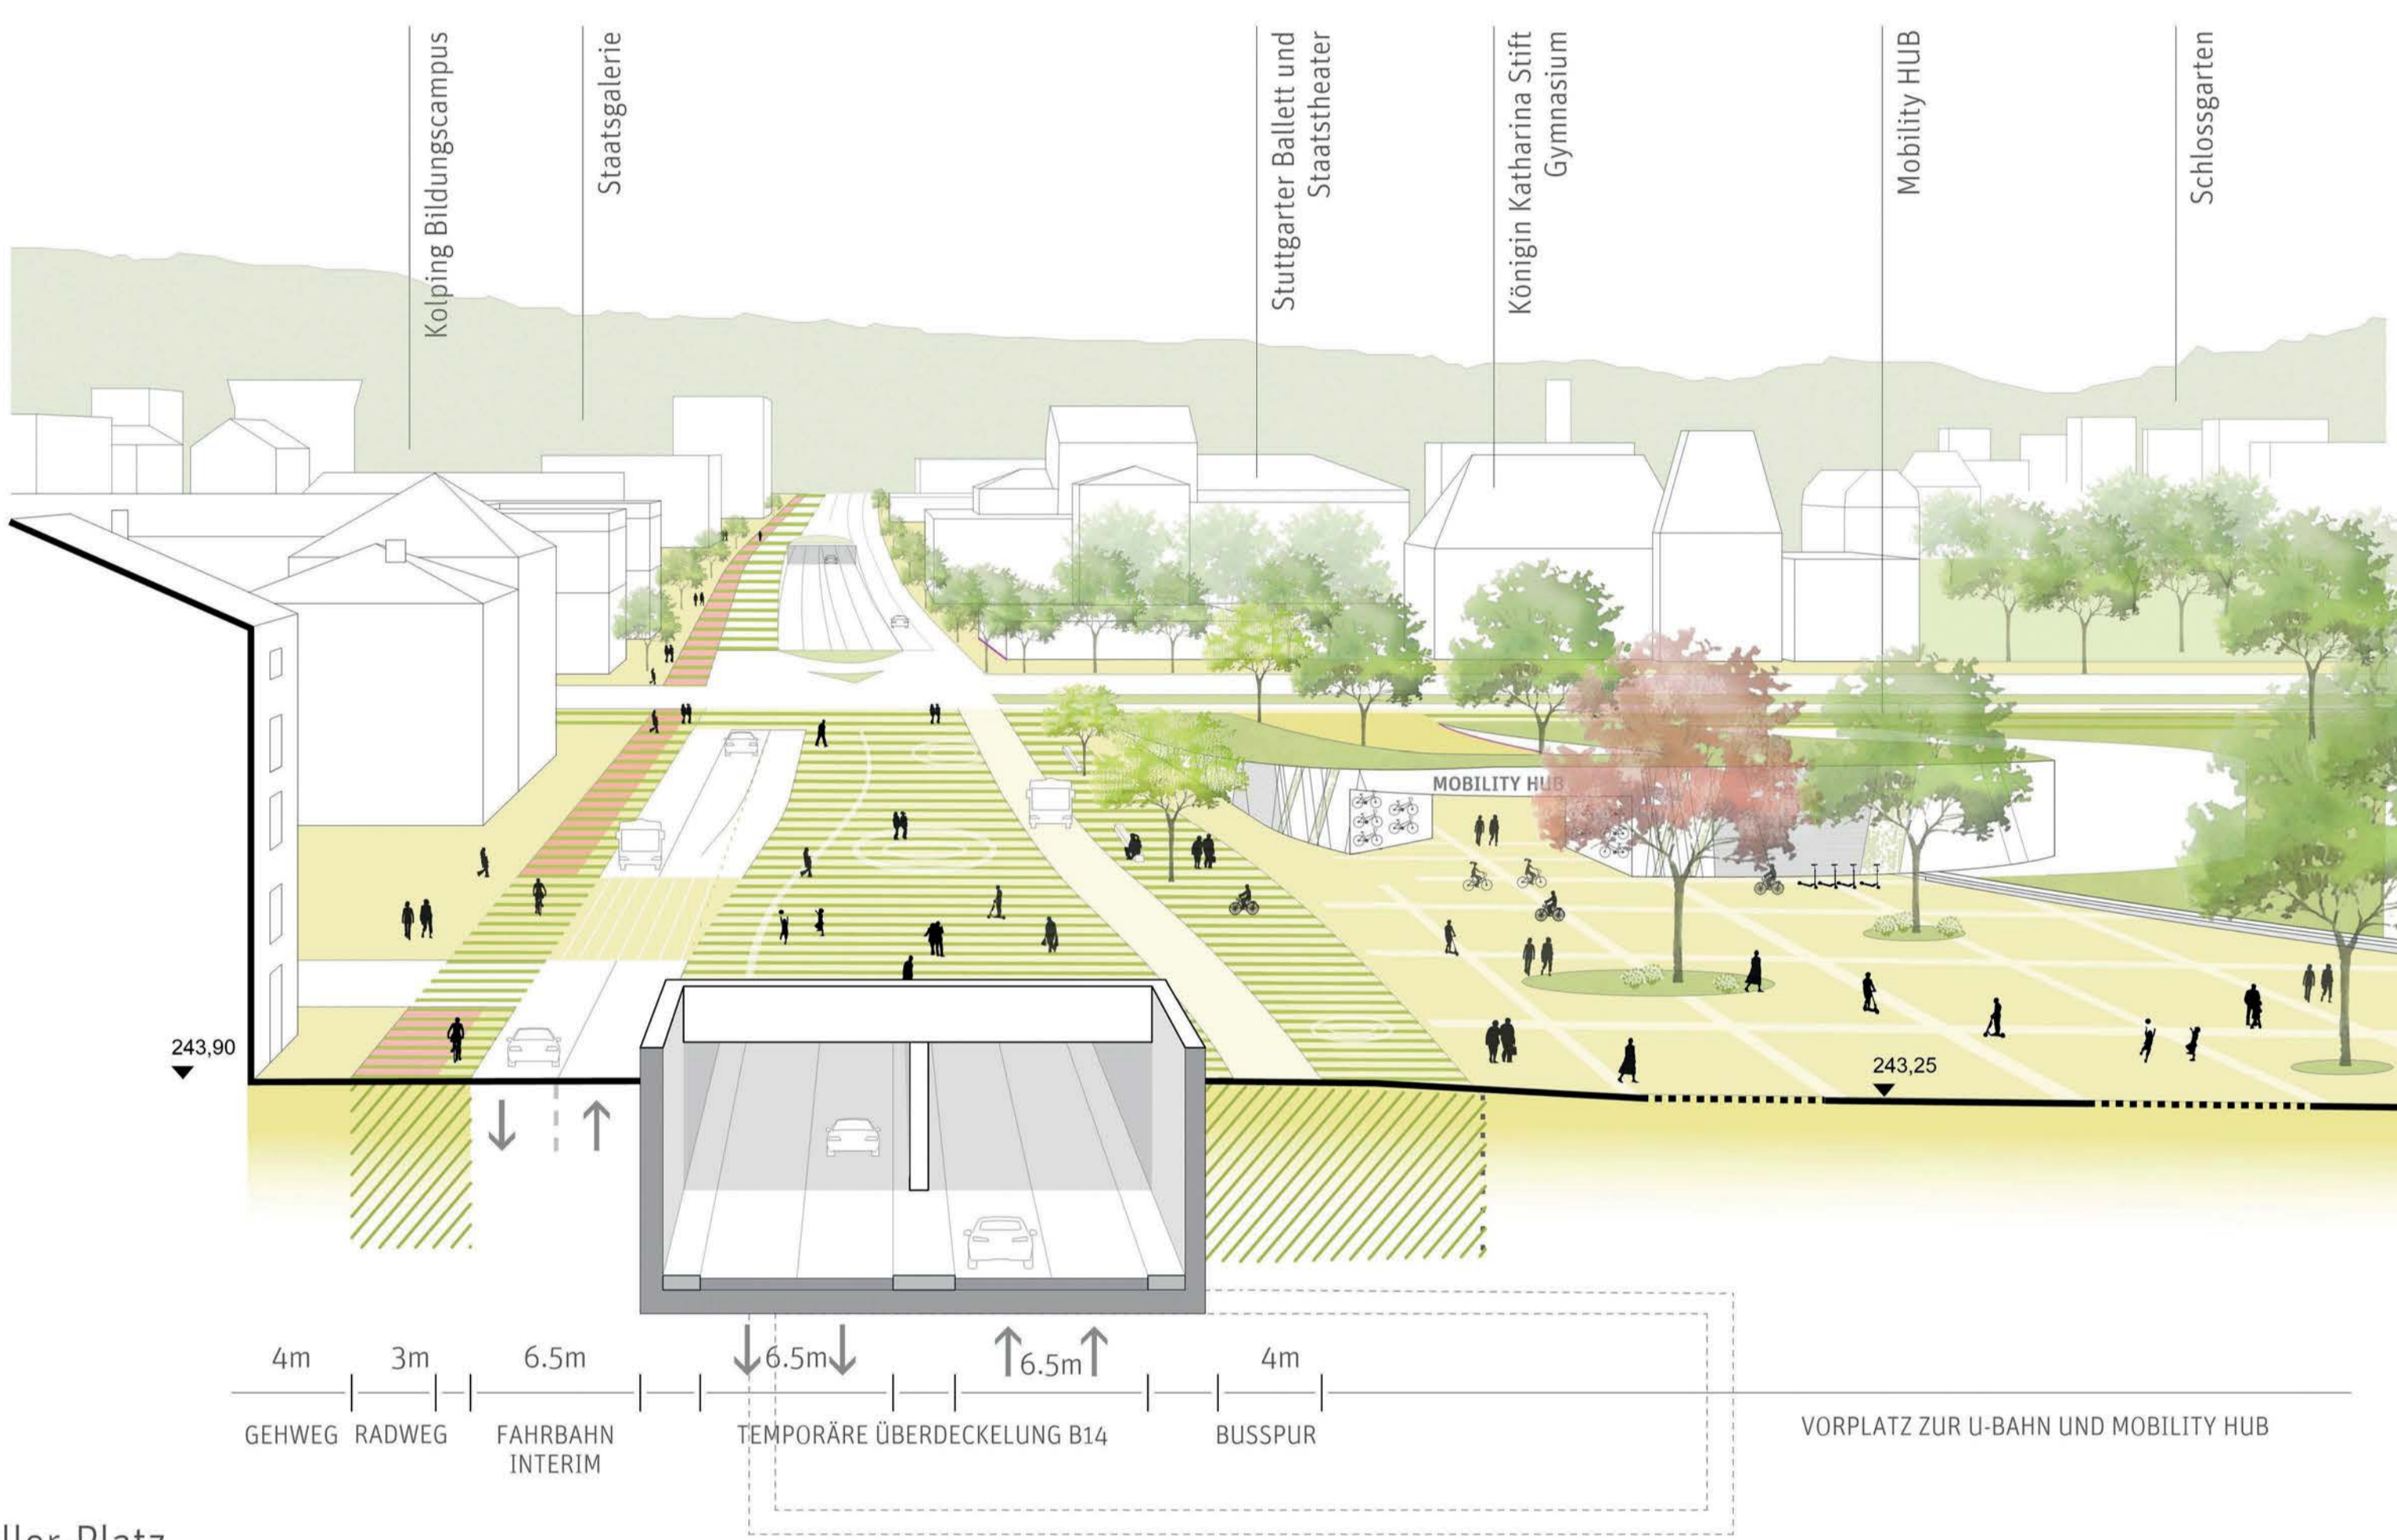 Kolping Bildungscampus
Staatsgalerie
Stuttgarter Ballett und
Staatstheater
Königin Katharina Stift
Gymnasium
Mobility HUB
Schlossgarten
MOBILITY HUB
243,90
243,25
4m
3m
6.5m
6.5m
6.5m
4m
GEHWEG
RADWEG
FAHRBAHN
INTERIM
TEMPORÄRE ÜBERDECKELUNG B14
BUSSPUR
VORPLATZ ZUR U-BAHN UND MOBILITY HUB
Platz